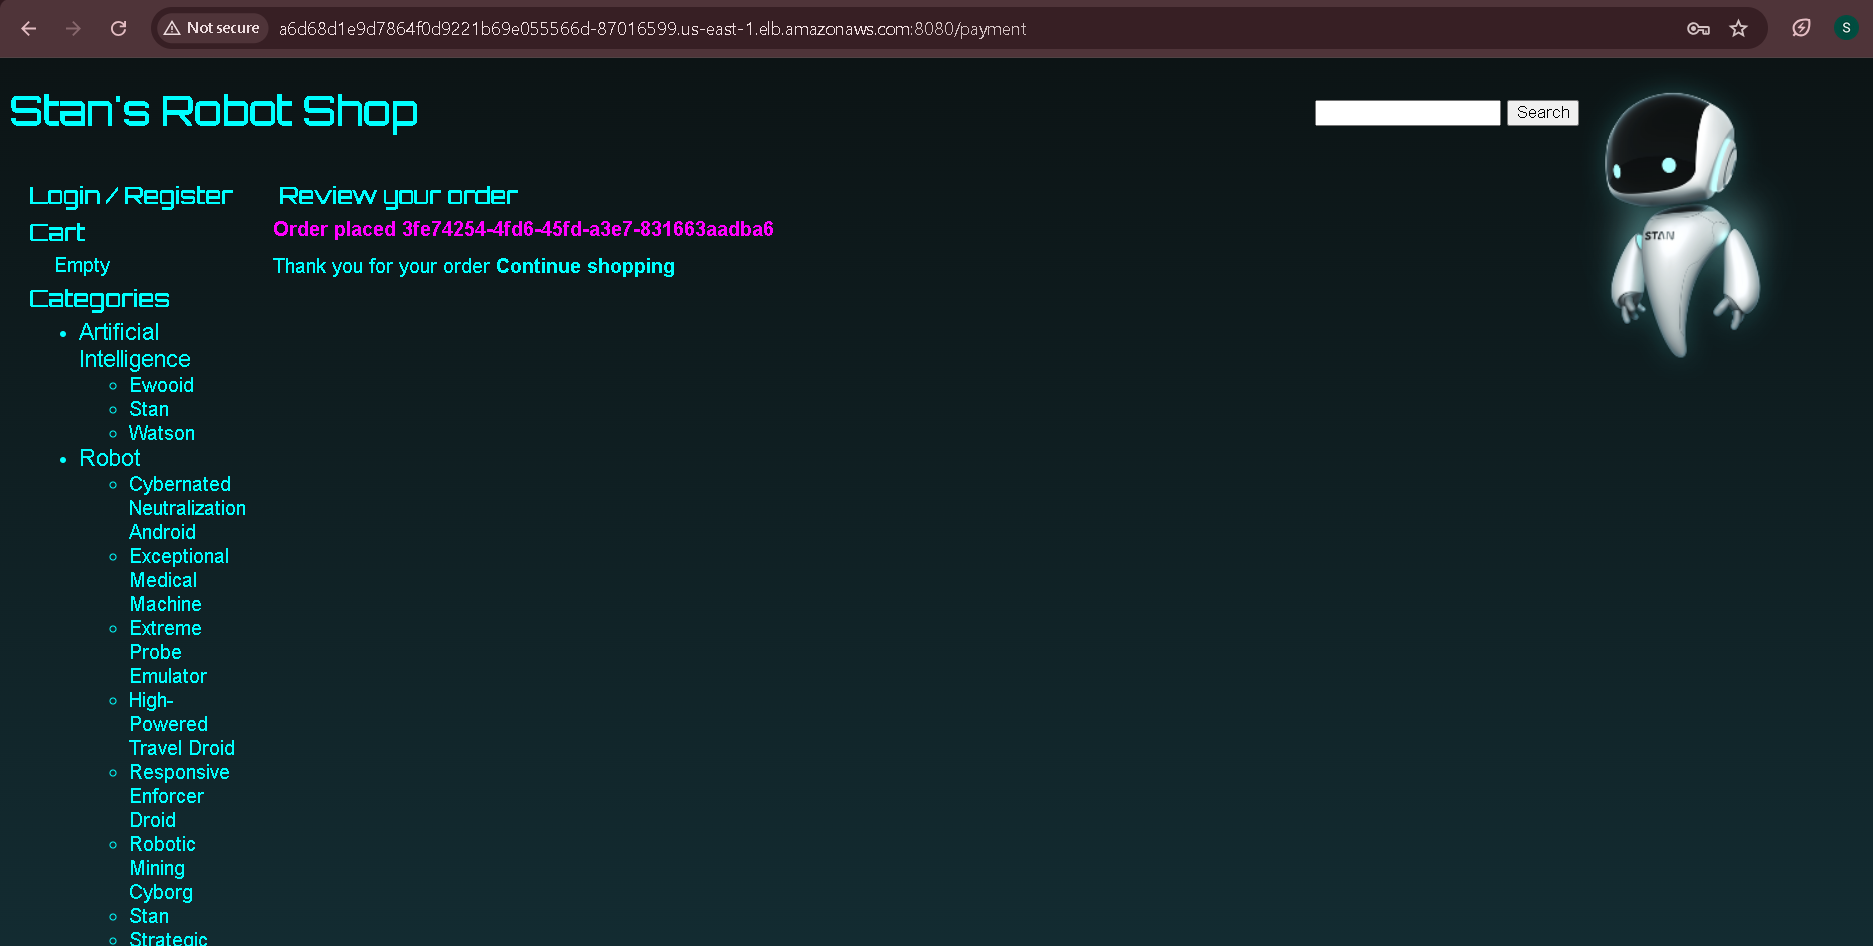 Not secure a6d68d1e9d7864f0d9221b69e055566d-87016599.us-east-1.elb.amazonaws.com:8080/payment
S
Stan's Robot Shop
Search
STAN
Login / Register
Cart
Empty
Categories
Artificial
Intelligence
Ewooid
Stan
Watson
Robot
Cybernated
Neutralization
Android
Exceptional
Medical
Machine
Extreme
Probe
Emulator
High-
Powered
Travel Droid
Responsive
Enforcer
Droid
Robotic
Mining
Cyborg
Stan
Strategic
Review your order
Order placed 3fe74254-4fd6-45fd-a3e7-831663aadba6
Thank you for your order Continue shopping